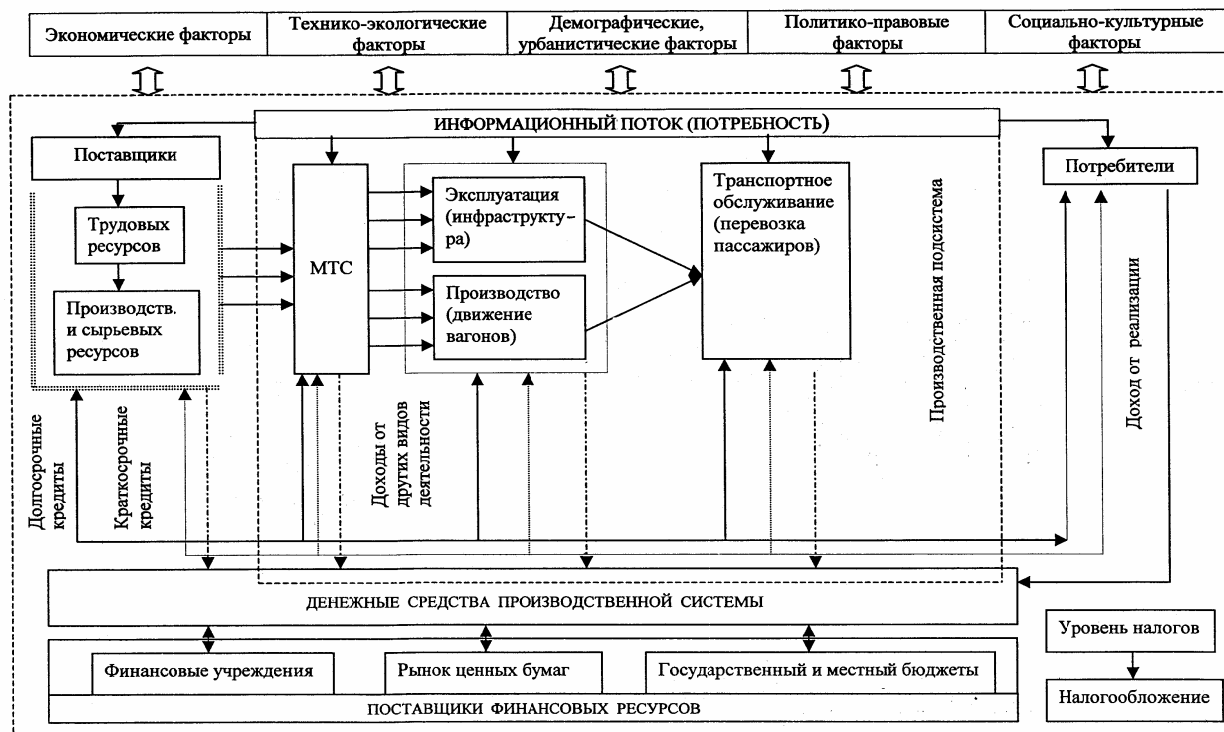 Экономические факторы
Технико-экологические
факторы
Демографические,
урбанистические факторы
Политико-правовые
факторы
Социально-культурные
факторы
ИНФОРМАЦИОННЫЙ ПОТОК (ПОТРЕБНОСТЬ)
Поставщики
Трудовых
ресурсов
Производств.
и сырьевых
ресурсов
МТС
Эксплуатация
(инфраструкту-
ра)
Производство
(движение
вагонов)
Транспортное
обслуживание
(перевозка
пассажиров)
Производственная подсистема
Потребители
Доход от реализации
Долгосрочные
кредиты
Краткосрочные
кредиты
Доходы от
других видов
деятельности
ДЕНЕЖНЫЕ СРЕДСТВА ПРОИЗВОДСТВЕННОЙ СИСТЕМЫ
Финансовые учреждения
Рынок ценных бумаг
Государственный и местный бюджеты
ПОСТАВЩИКИ ФИНАНСОВЫХ РЕСУРСОВ
Уровень налогов
Налогообложение